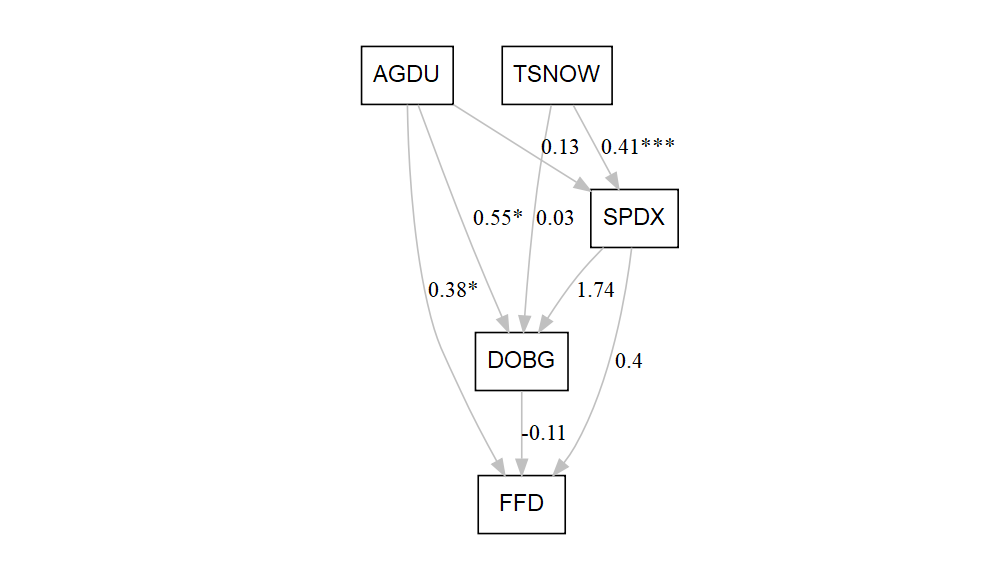 AGDU TSNOW
0.13 0.41***
0.55* 0.03 SPDX
0.38* 1.74
DOBG 0.4
-0.11
FFD